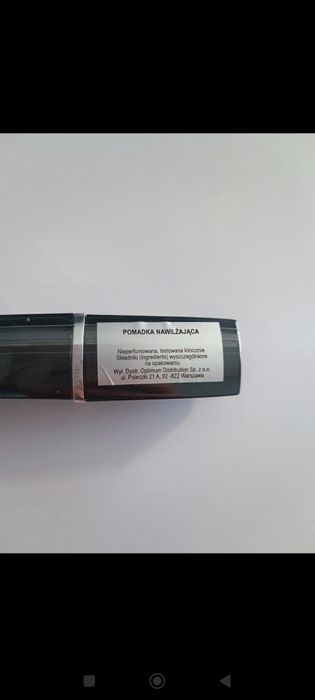 POMADKA NAWILŻAJĄCA
Nieperfumowana, testowana klinicznie.
Składniki (Ingredients) wyszczególnione
na opakowaniu.
Wył. Dystr. Optimum Distribution Sp. z o.o.
ul. Poleczki 21 A, 02 -822 Warszawa